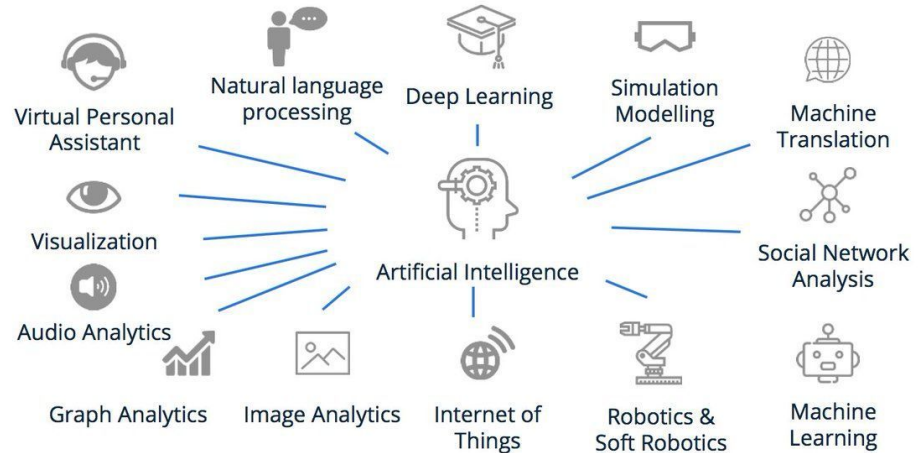 Natural language
processing
Deep Learning
Simulation
Modelling
Machine
Translation
Virtual Personal
Assistant
Visualization
Artificial Intelligence
Social Network
Analysis
Audio Analytics
Graph Analytics
Image Analytics
Internet of
Things
Robotics &
Soft Robotics
Machine
Learning